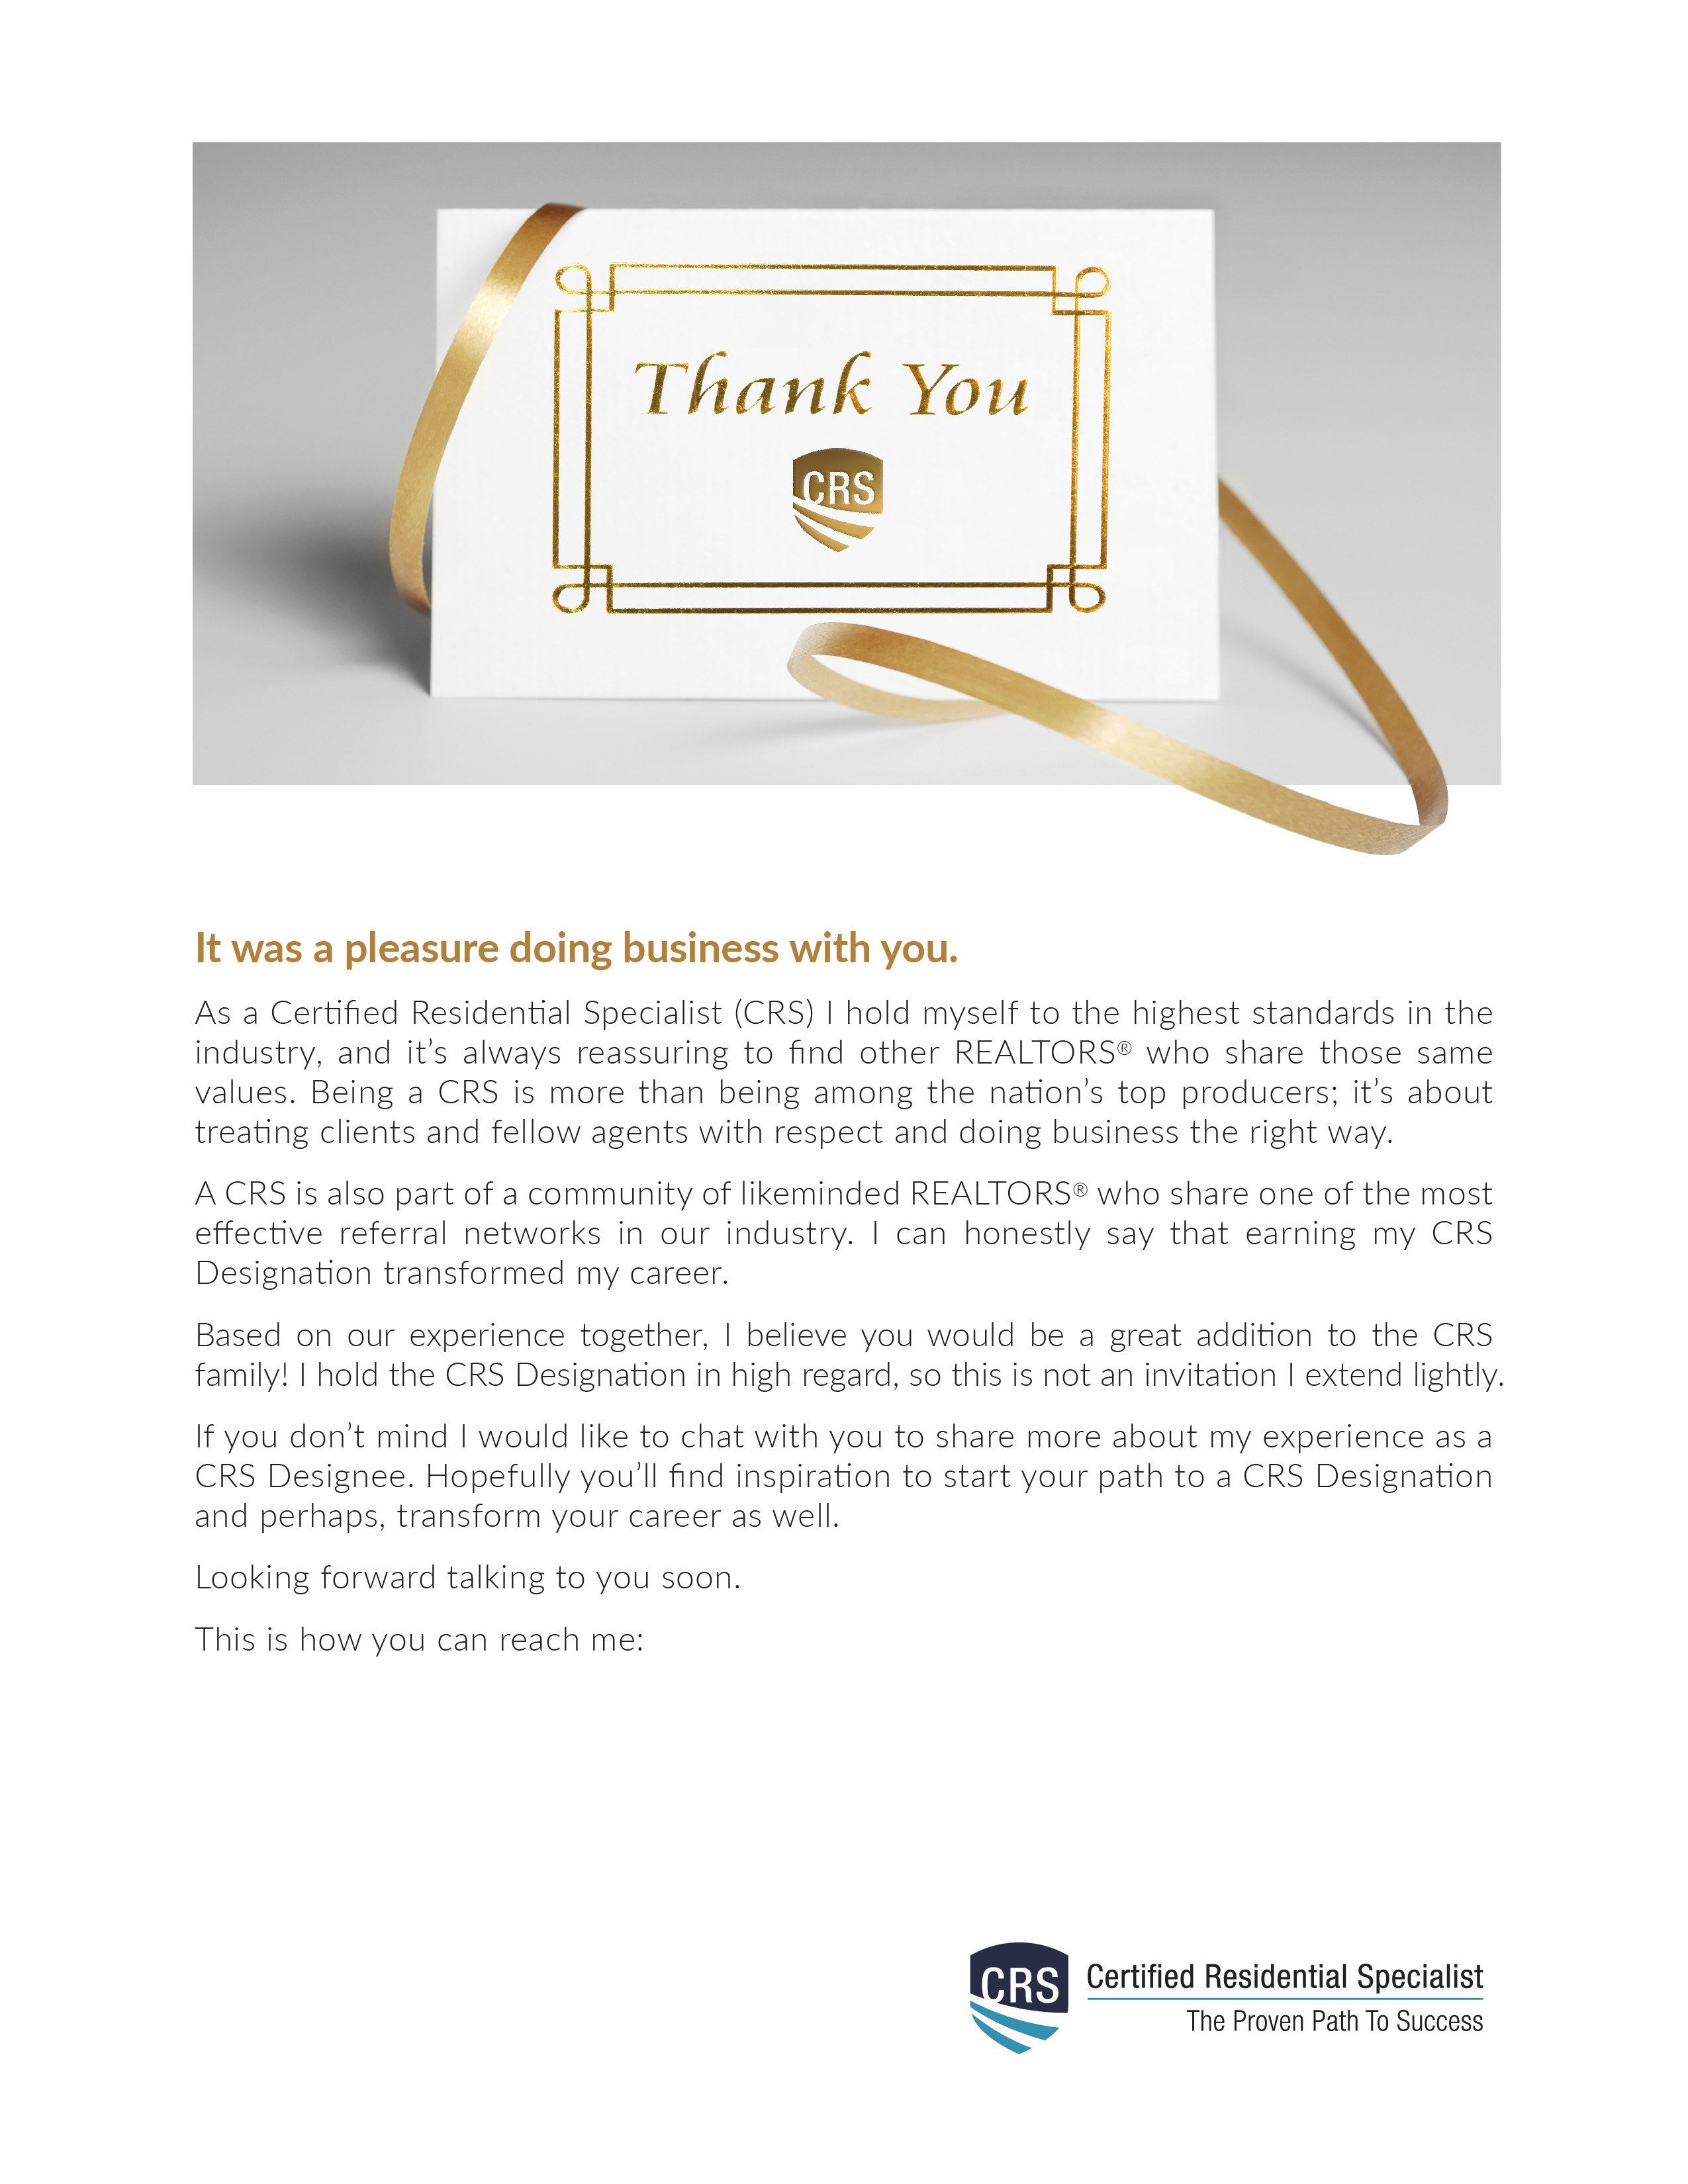 Thank You
CRS
It was a pleasure doing business with you.
As a Certified Residential Specialist (CRS) I hold myself to the highest standards in the
industry, and it’s always reassuring to find other REALTORS® who share those same
values. Being a CRS is more than being among the nation’s top producers; it’s about
treating clients and fellow agents with respect and doing business the right way.
A CRS is also part of a community of likeminded REALTORS® who share one of the most
effective referral networks in our industry. I can honestly say that earning my CRS
Designation transformed my career.
Based on our experience together, I believe you would be a great addition to the CRS
family! I hold the CRS Designation in high regard, so this is not an invitation I extend lightly.
If you don’t mind I would like to chat with you to share more about my experience as a
CRS Designee. Hopefully you’ll find inspiration to start your path to a CRS Designation
and perhaps, transform your career as well.
Looking forward talking to you soon.
This is how you can reach me:
CRS
Certified Residential Specialist
The Proven Path To Success